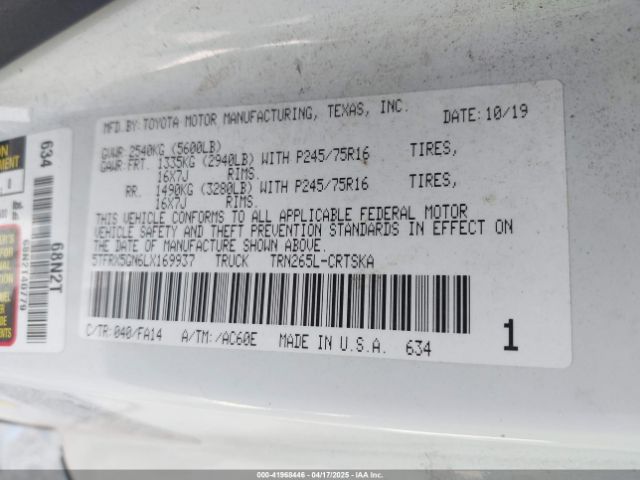 MFD.BY:TOYOTA MOTOR MANUFACTURING, TEXAS, INC. DATE:10/19
GVWR:2540KG (5600LB)
GAWR:FRT. 1335KG (2940LB) WITH P245/75R16 TIRES,
16X7J RIMS.
RR. 1490KG (3280LB) WITH P245/75R16 TIRES,
16X7J RIMS.
THIS VEHICLE CONFORMS TO ALL APPLICABLE FEDERAL MOTOR
VEHICLE SAFETY AND THEFT PREVENTION STANDARDS IN EFFECT ON
THE DATE OF MANUFACTURE SHOWN ABOVE.
5TFRX5GN6LX169937 TRUCK TRN265L-CRTSKA
C/TR:040/FA14 A/TM:/AC60E MADE IN U.S.A. 634
1
634
68N2T
00-41968446 - 04/17/2025 - IAAI.COM